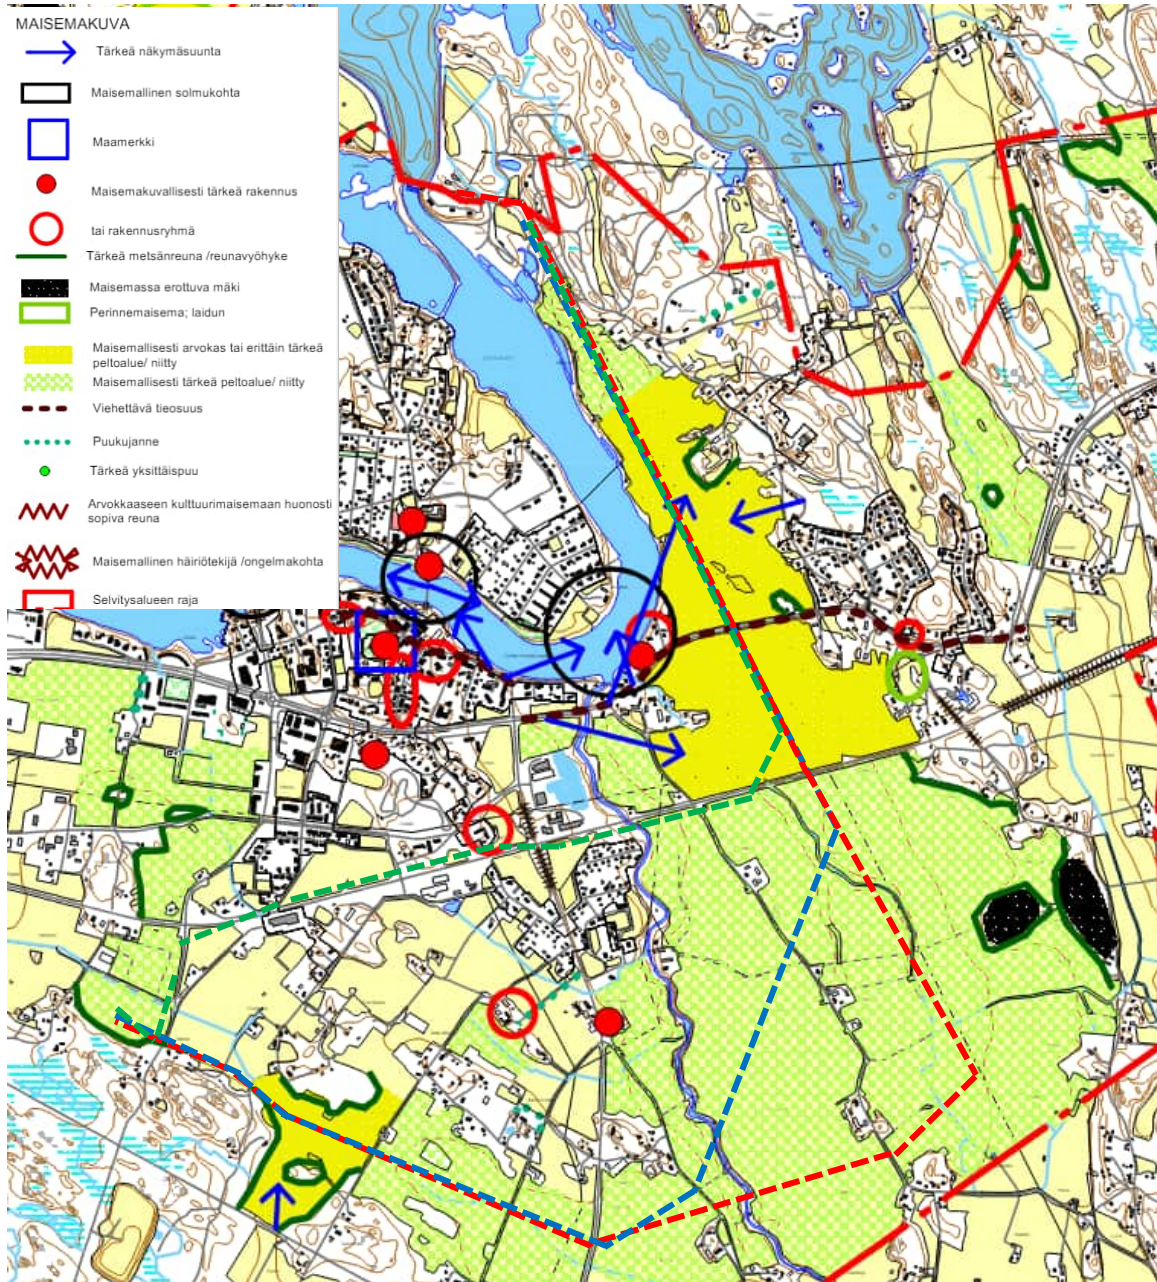 MAISEMAKUVA
Tärkeä näkymäsuunta
Maisemallinen solmukohta
Maamerkki
Maisemakuvallisesti tärkeä rakennus
tai rakennusryhmä
Tärkeä metsänreuna /reunavyöhyke
Maisemassa erottuva mäki
Perinnemaisema; laidun
Maisemallisesti arvokas tai erittäin tärkeä
peltoalue/ niitty
Maisemallisesti tärkeä peltoalue/ niitty
Viehettävä tieosuus
Puukujanne
Tärkeä yksittäispuu
Arvokkaaseen kulttuurimaisemaan huonosti
sopiva reuna
Maisemallinen häiriötekijä /ongelmakohta
Selvitysalueen raja